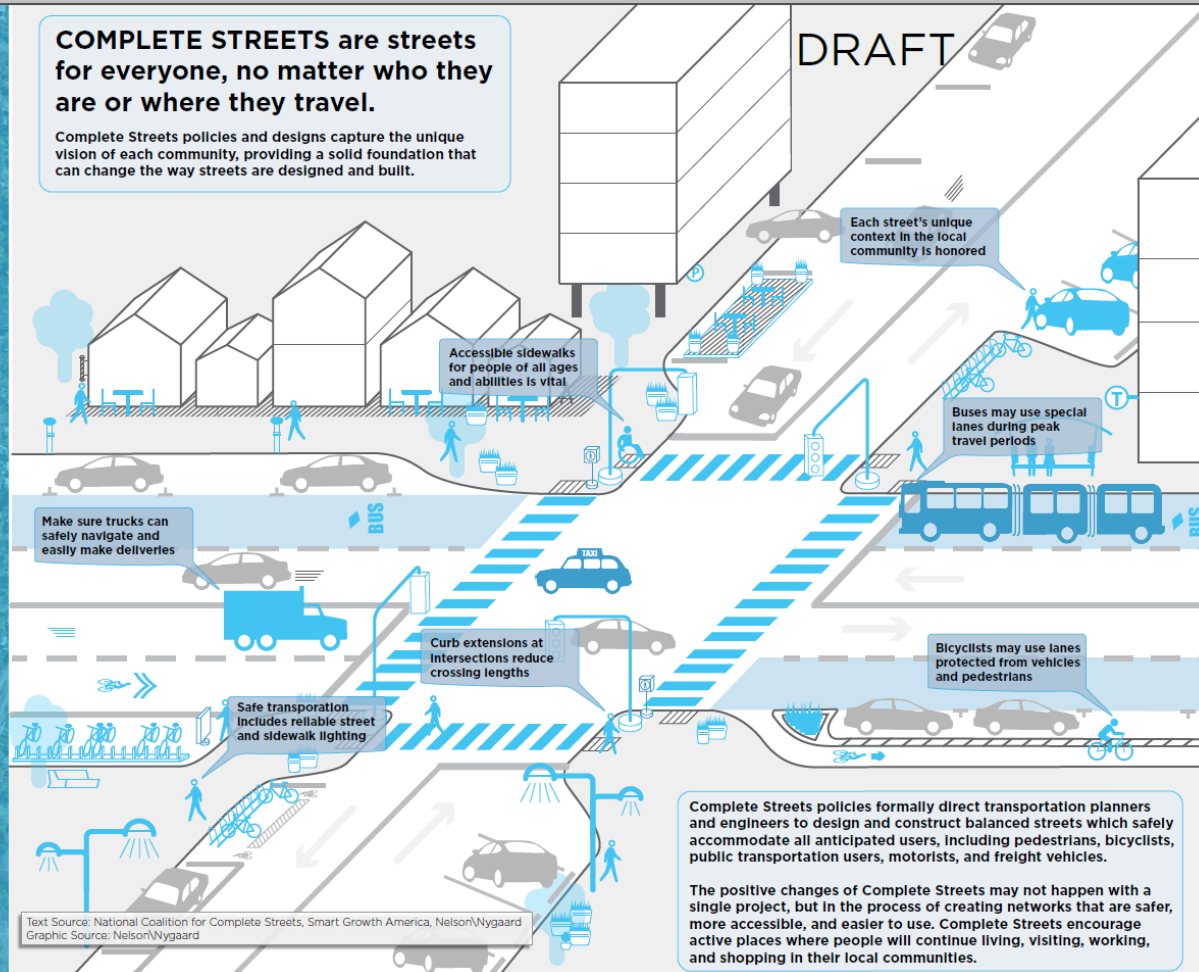 COMPLETE STREETS are streets
for everyone, no matter who they
are or where they travel.
Complete Streets policies and designs capture the unique
vision of each community, providing a solid foundation that
can change the way streets are designed and built.
DRAFT
Each street's unique
context in the local
community is honored
P
Accessible sidewalks
for people of all ages
and abilities is vital
T
Buses may use special
lanes during peak
travel periods
BUS
BUS
Make sure trucks can
safely navigate and
easily make deliveries
TAXI
Curb extensions at
intersections reduce
crossing lengths
Bicyclists may use lanes
protected from vehicles
and pedestrians
Safe transporation
includes reliable street
and sidewalk lighting
Complete Streets policies formally direct transportation planners
and engineers to design and construct balanced streets which safely
accommodate all anticipated users, including pedestrians, bicyclists,
public transportation users, motorists, and freight vehicles.
The positive changes of Complete Streets may not happen with a
single project, but in the process of creating networks that are safer,
more accessible, and easier to use. Complete Streets encourage
active places where people will continue living, visiting, working,
and shopping in their local communities.
Text Source: National Coalition for Complete Streets, Smart Growth America, Nelson\Nygaard
Graphic Source: Nelson\Nygaard